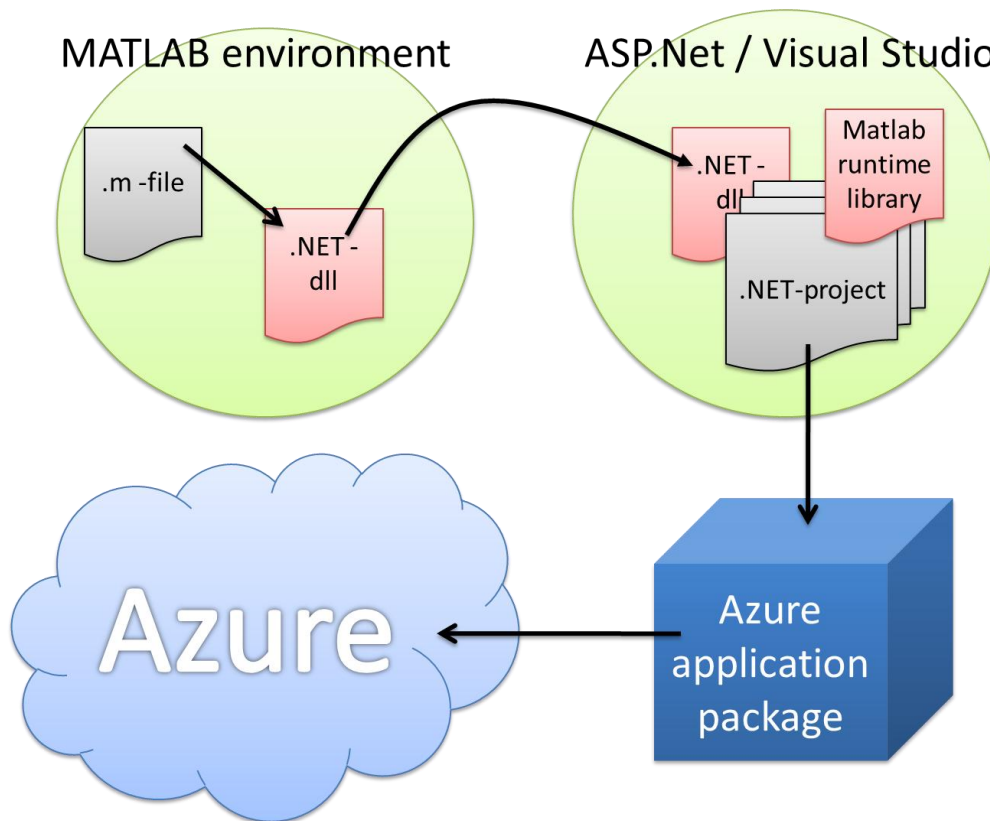 MATLAB environment
ASP.Net / Visual Studio
.m -file
.NET -
dll
.NET -
dll
Matlab
runtime
library
.NET-project
Azure
Azure
application
package